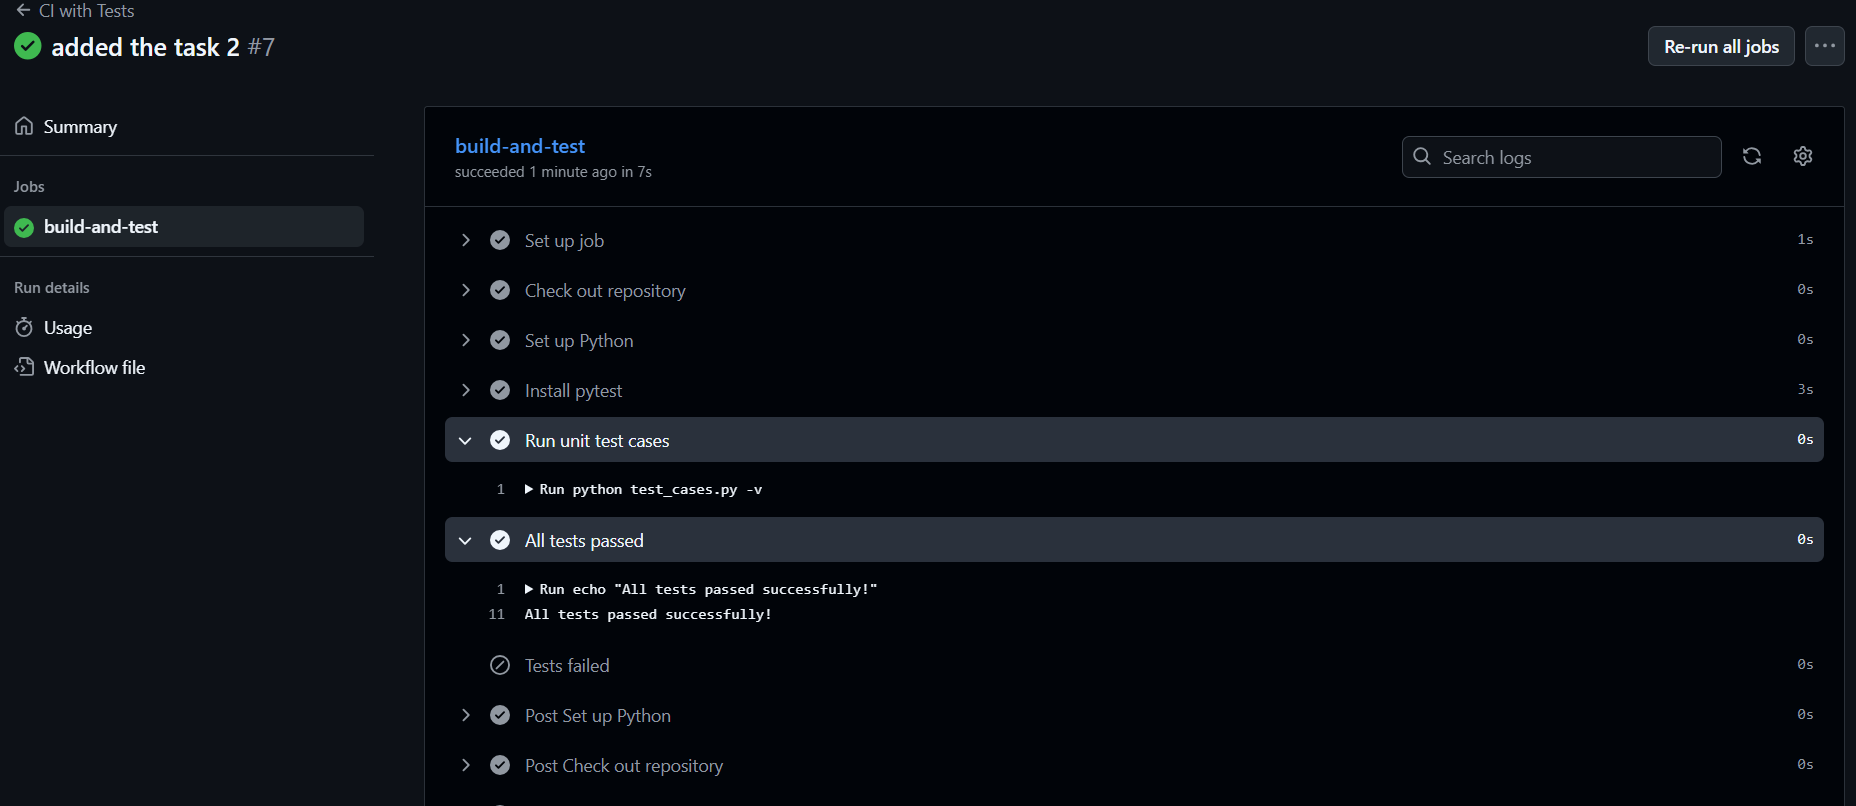 CI with Tests
added the task 2 #7
Re-run all jobs
Summary
Jobs
build-and-test
Run details
Usage
Workflow file
build-and-test
succeeded 1 minute ago in 7s
Search logs
Set up job 1s
Check out repository 0s
Set up Python 0s
Install pytest 3s
Run unit test cases 0s
1 Run python test_cases.py -v
All tests passed 0s
1 Run echo "All tests passed successfully!"
11 All tests passed successfully!
Tests failed 0s
Post Set up Python 0s
Post Check out repository 0s